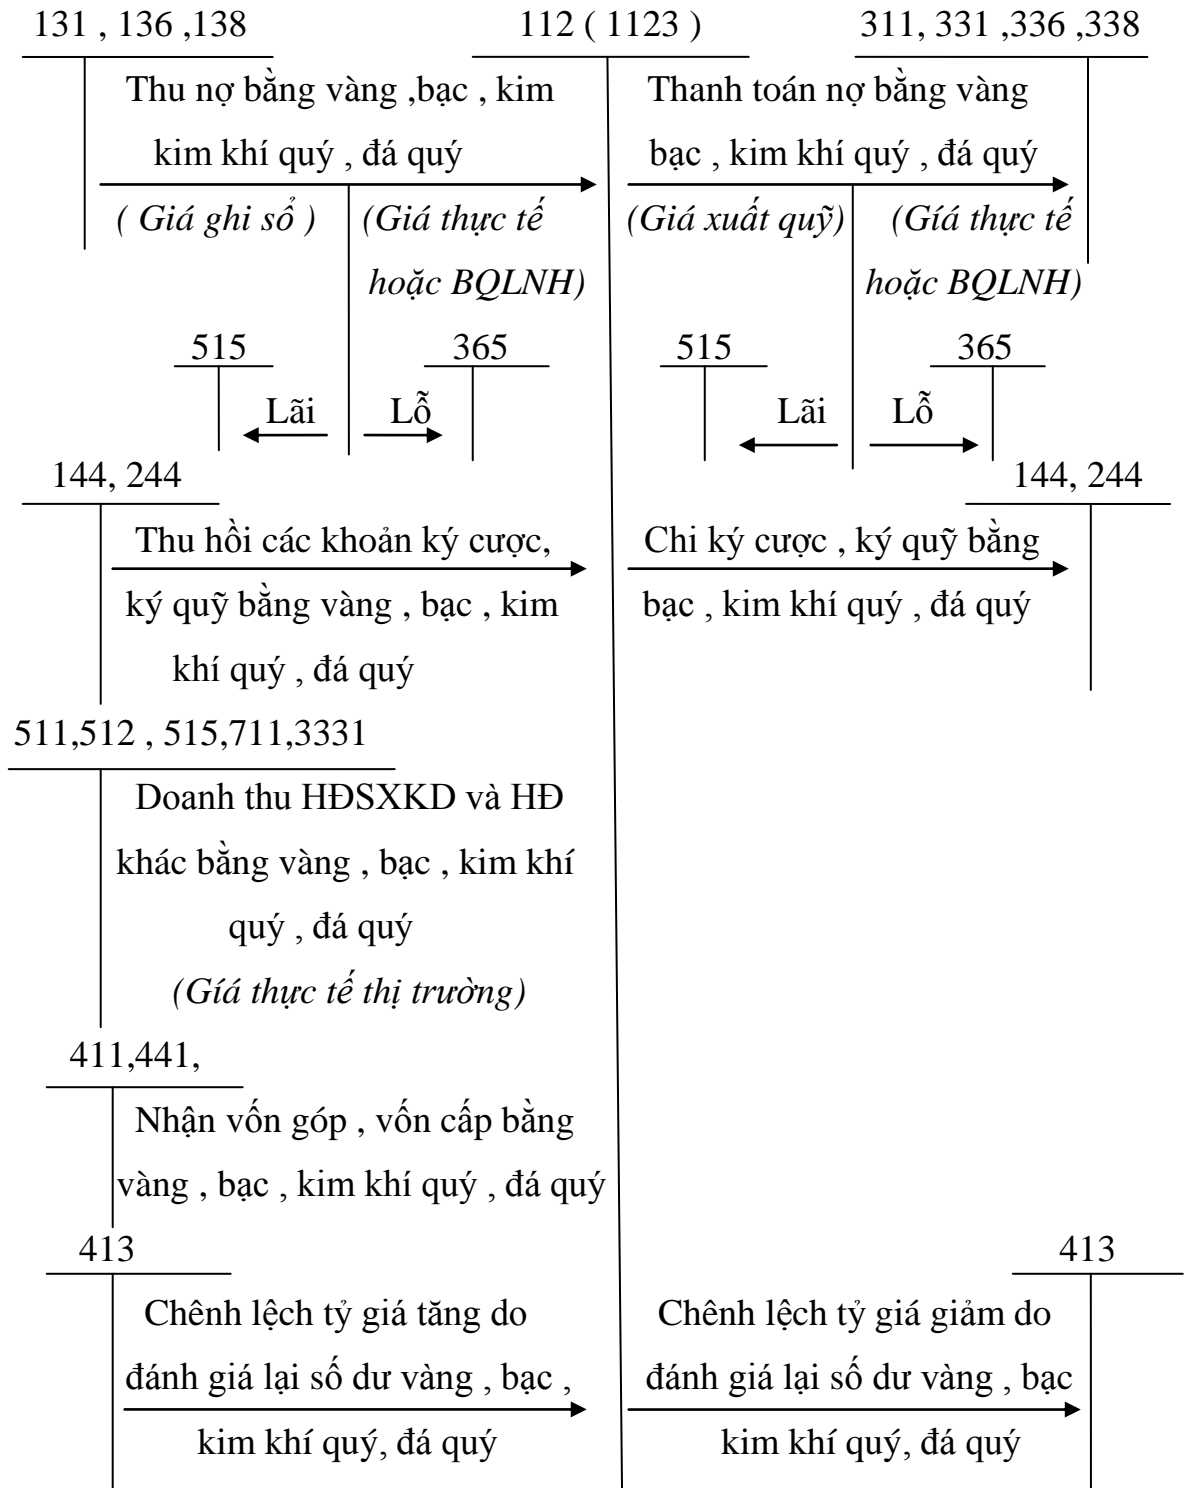 131 , 136 ,138
112 ( 1123 )
311, 331 ,336 ,338
Thu nợ bằng vàng ,bạc , kim
kim khí quý , đá quý
( Giá ghi sổ )
(Giá thực tế
hoặc BQLNH)
Thanh toán nợ bằng vàng
bạc , kim khí quý , đá quý
(Giá xuất quỹ)
(Gíá thực tế
hoặc BQLNH)
515
365
515
365
Lãi
Lỗ
Lãi
Lỗ
144, 244
144, 244
Thu hồi các khoản ký cược,
ký quỹ bằng vàng , bạc , kim
khí quý , đá quý
Chi ký cược , ký quỹ bằng
bạc , kim khí quý , đá quý
511,512 , 515,711,3331
Doanh thu HĐSXKD và HĐ
khác bằng vàng , bạc , kim khí
quý , đá quý
(Gíá thực tế thị trường)
411,441,
Nhận vốn góp , vốn cấp bằng
vàng , bạc , kim khí quý , đá quý
413
413
Chênh lệch tỷ giá tăng do
đánh giá lại số dư vàng , bạc ,
kim khí quý, đá quý
Chênh lệch tỷ giá giảm do
đánh giá lại số dư vàng , bạc
kim khí quý, đá quý